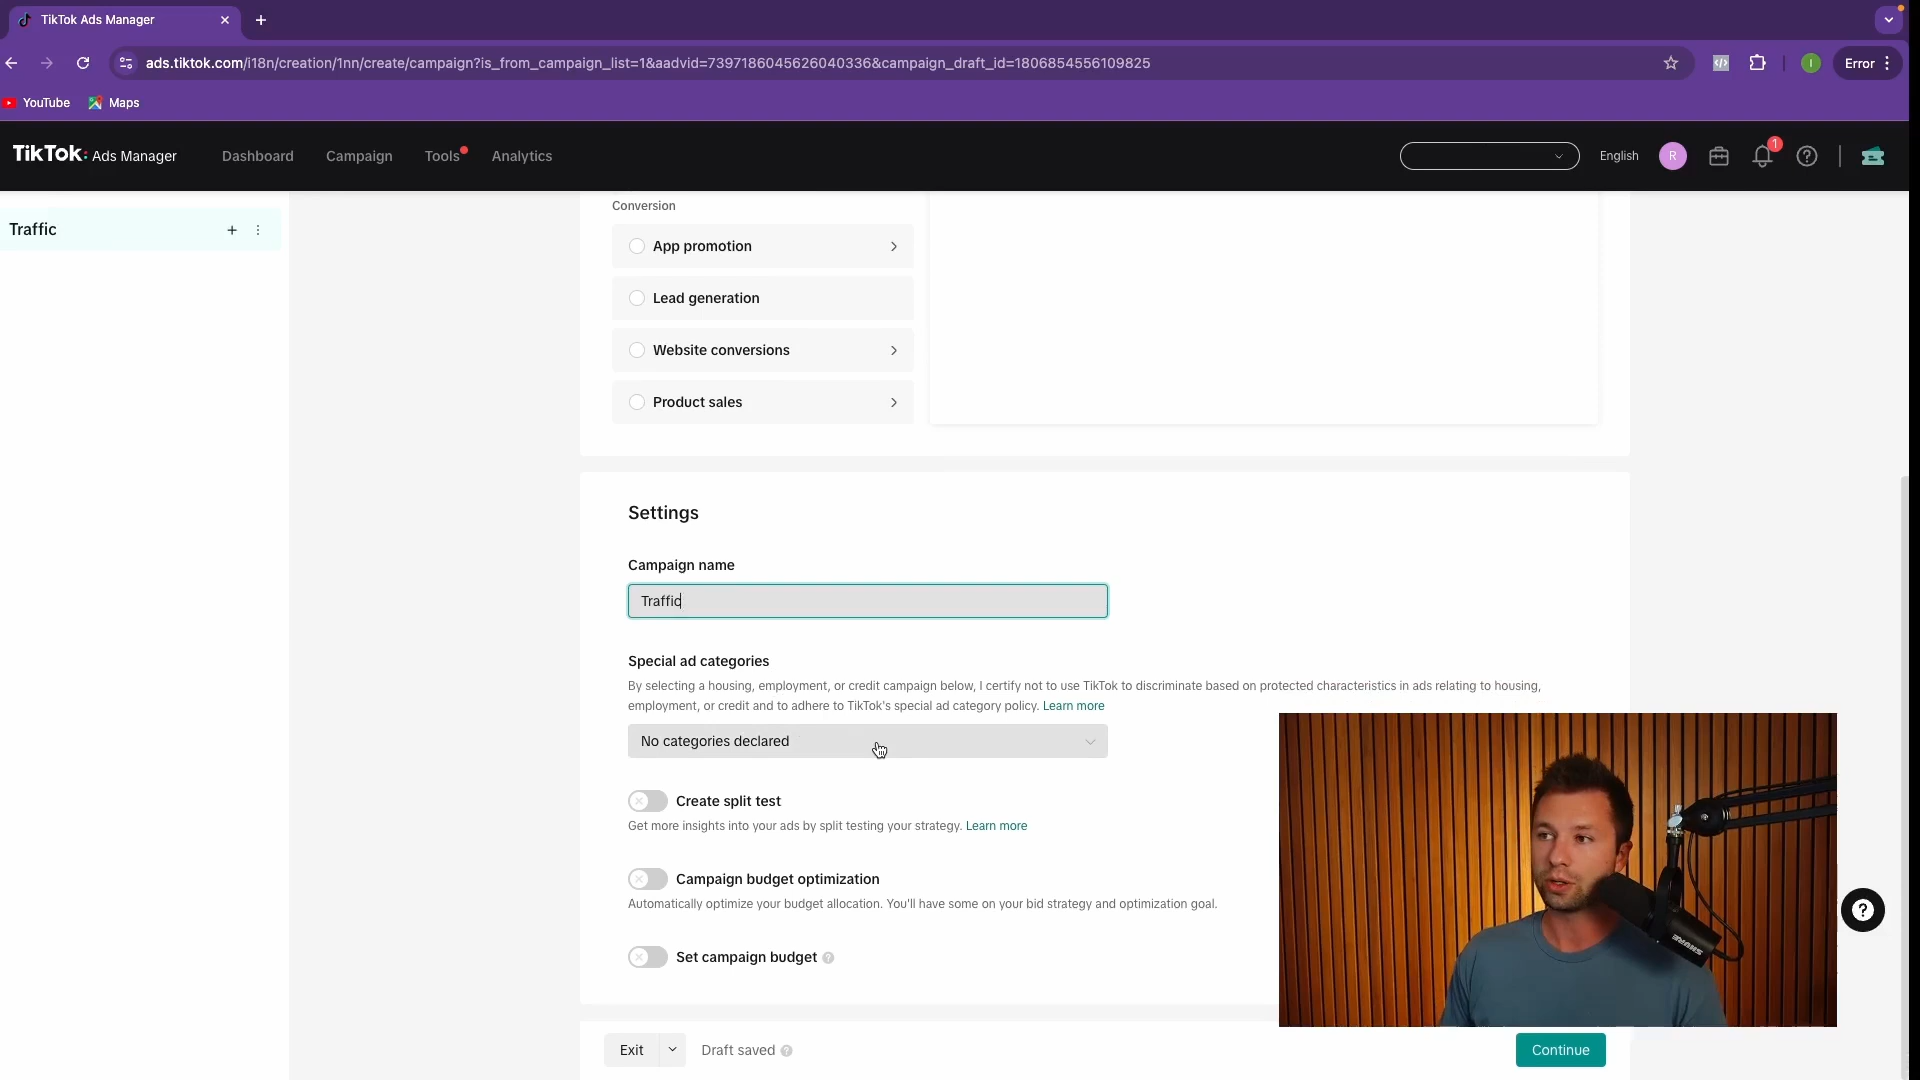 TikTok Ads Manager
ads.tiktok.com/i18n/creation/1nn/create/campaign?is_from_campaign_list=1&aadvid=7397186045626040336&campaign_draft_id=1806854556109825
I
Error
YouTube
Maps
TikTok: Ads Manager
Dashboard
Campaign
Tools
Analytics
English
R
1
Traffic
Conversion
App promotion
Lead generation
Website conversions
Product sales
Settings
Campaign name
Traffic
Special ad categories
By selecting a housing, employment, or credit campaign below, I certify not to use TikTok to discriminate based on protected characteristics in ads relating to housing,
employment, or credit and to adhere to TikTok's special ad category policy. Learn more
No categories declared
Create split test
Get more insights into your ads by split testing your strategy. Learn more
Campaign budget optimization
Automatically optimize your budget allocation. You'll have some on your bid strategy and optimization goal.
Set campaign budget
SHURE
Exit
Draft saved
Continue